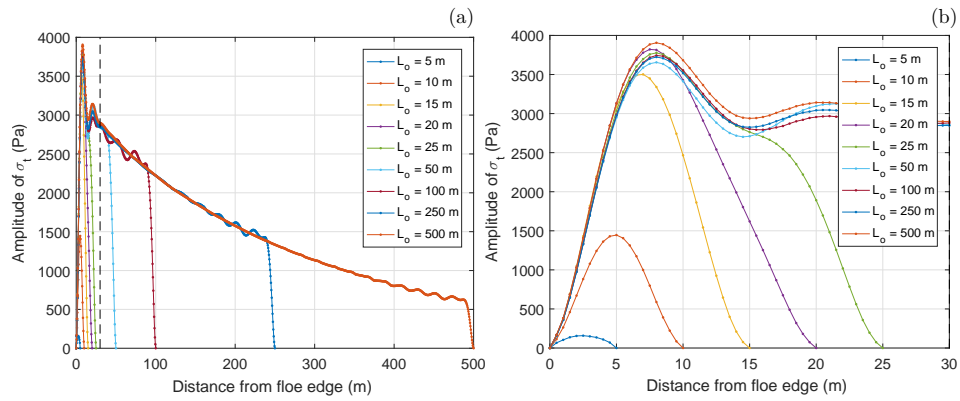 (a)
4000
3500
3000
2500
2000
1500
1000
500
0
Amplitude of σt (Pa)
0 100 200 300 400 500
Distance from floe edge (m)
Lo = 5 m
Lo = 10 m
Lo = 15 m
Lo = 20 m
Lo = 25 m
Lo = 50 m
Lo = 100 m
Lo = 250 m
Lo = 500 m
(b)
4000
3500
3000
2500
2000
1500
1000
500
0
Amplitude of σt (Pa)
0 5 10 15 20 25 30
Distance from floe edge (m)
Lo = 5 m
Lo = 10 m
Lo = 15 m
Lo = 20 m
Lo = 25 m
Lo = 50 m
Lo = 100 m
Lo = 250 m
Lo = 500 m